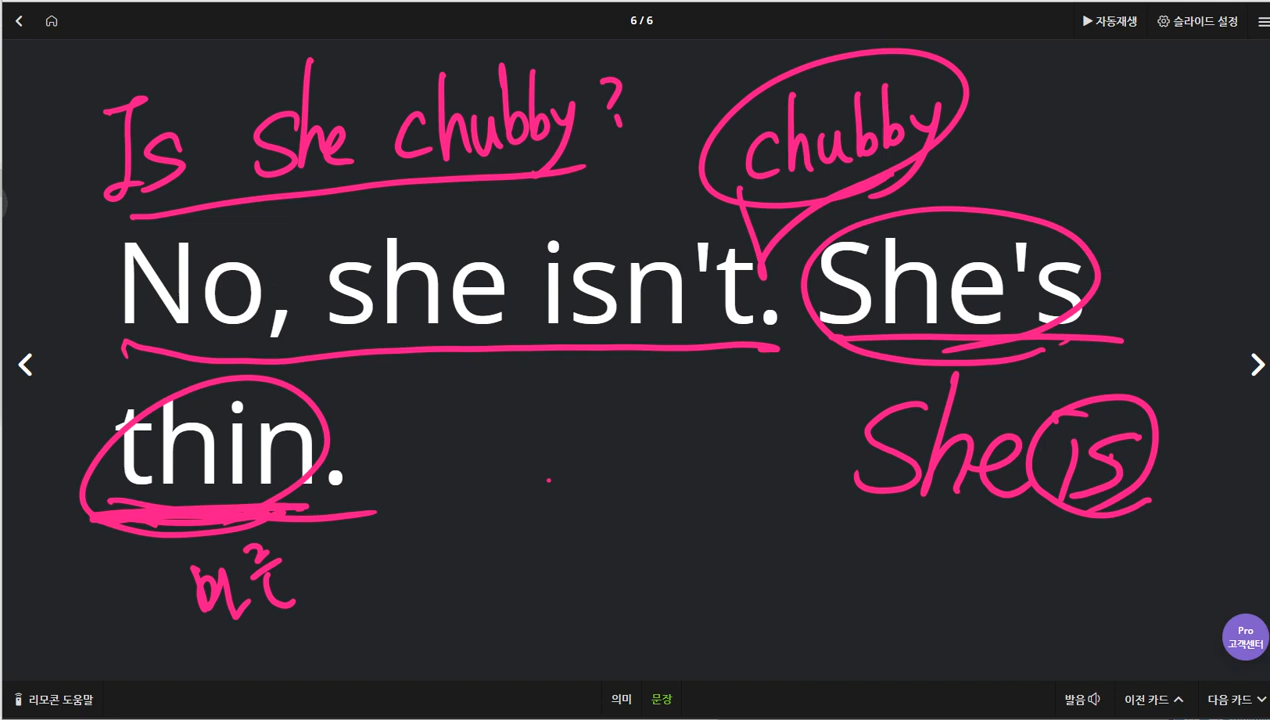 6 / 6
자동재생
슬라이드 설정
Is she chubby?
chubby
No, she isn't. She's
thin.
She is
리모콘 도움말
의미
문장
발음
이전 카드
다음 카드
Pro
고객센터